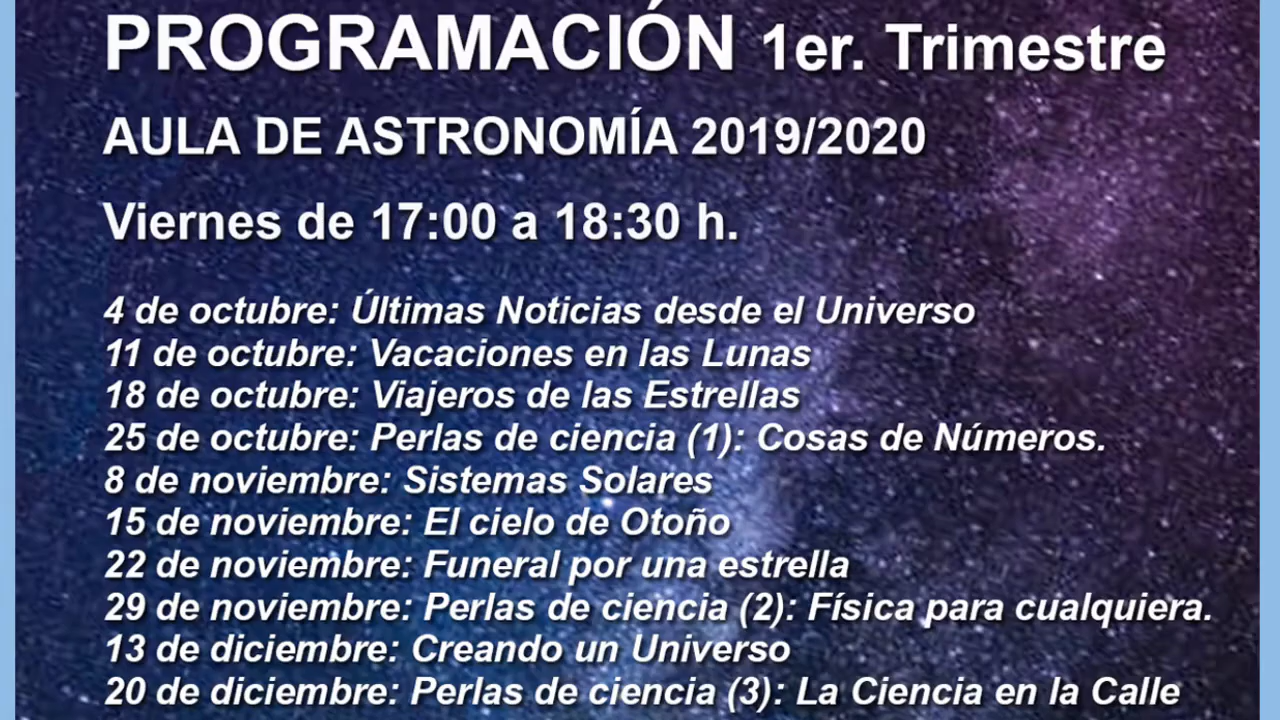 PROGRAMACIÓN 1er. Trimestre
AULA DE ASTRONOMÍA 2019/2020
Viernes de 17:00 a 18:30 h.
4 de octubre: Últimas Noticias desde el Universo
11 de octubre: Vacaciones en las Lunas
18 de octubre: Viajeros de las Estrellas
25 de octubre: Perlas de ciencia (1): Cosas de Números.
8 de noviembre: Sistemas Solares
15 de noviembre: El cielo de Otoño
22 de noviembre: Funeral por una estrella
29 de noviembre: Perlas de ciencia (2): Física para cualquiera.
13 de diciembre: Creando un Universo
20 de diciembre: Perlas de ciencia (3): La Ciencia en la Calle